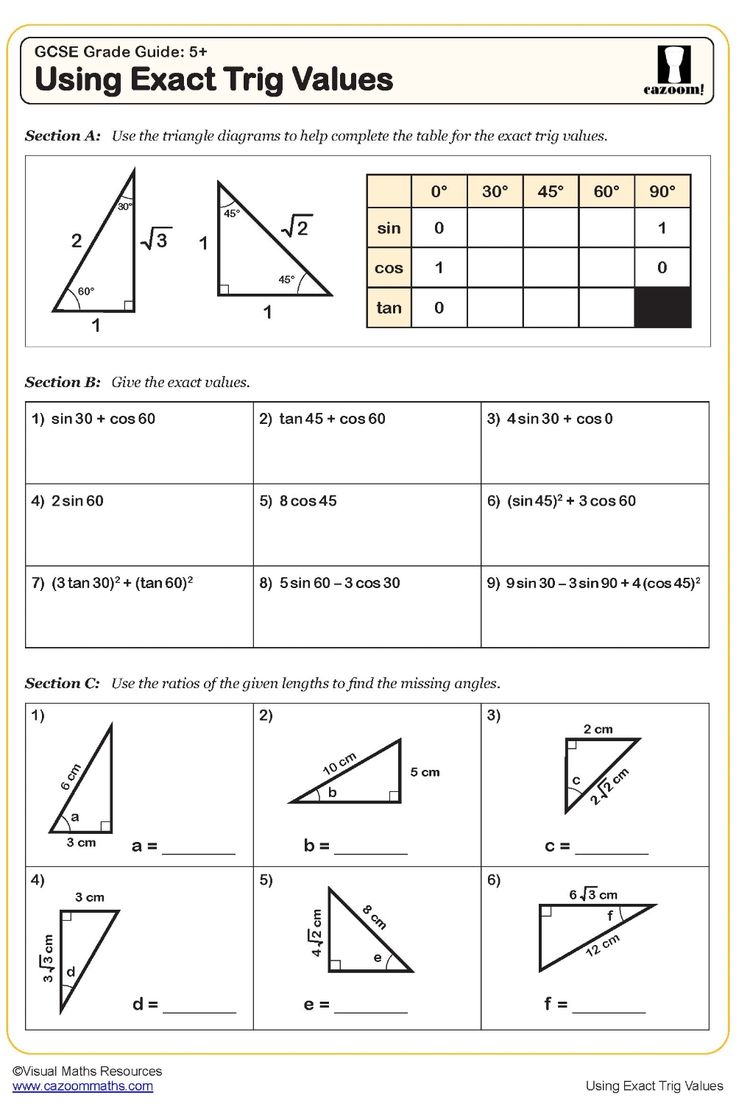 GCSE Grade Guide: 5+
Using Exact Trig Values
cazoom!
Section A: Use the triangle diagrams to help complete the table for the exact trig values.
30°
2
√3
60°
1
45°
√2
1
45°
1
0° 30° 45° 60° 90°
sin 0 1
cos 1 0
tan 0
Section B: Give the exact values.
1) sin 30 + cos 60
2) tan 45 + cos 60
3) 4 sin 30 + cos 0
4) 2 sin 60
5) 8 cos 45
6) (sin 45)² + 3 cos 60
7) (3 tan 30)² + (tan 60)²
8) 5 sin 60 – 3 cos 30
9) 9 sin 30 – 3 sin 90 + 4 (cos 45)²
Section C: Use the ratios of the given lengths to find the missing angles.
1)
6 cm
a
3 cm
a = ________
2)
10 cm
5 cm
b
b = ________
3)
2 cm
c
2√2 cm
c = ________
4)
3 cm
3√3 cm
d
d = ________
5)
4√2 cm
8 cm
e
e = ________
6)
6√3 cm
f
12 cm
f = ________
©Visual Maths Resources
www.cazoommaths.com
Using Exact Trig Values